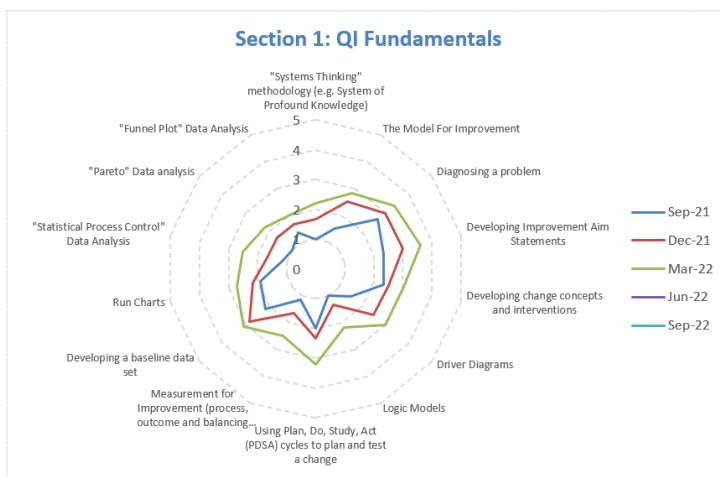 Section 1: QI Fundamentals
"Systems Thinking"
methodology (e.g. System of
Profound Knowledge)
The Model For Improvement
Diagnosing a problem
Developing Improvement Aim
Statements
Developing change concepts
and interventions
Driver Diagrams
Logic Models
Using Plan, Do, Study, Act
(PDSA) cycles to plan and test
a change
Measurement for
Improvement (process,
outcome and balancing...
Developing a baseline data
set
Run Charts
"Statistical Process Control"
Data Analysis
"Pareto" Data analysis
"Funnel Plot" Data Analysis
5
4
3
2
1
0
Sep-21
Dec-21
Mar-22
Jun-22
Sep-22